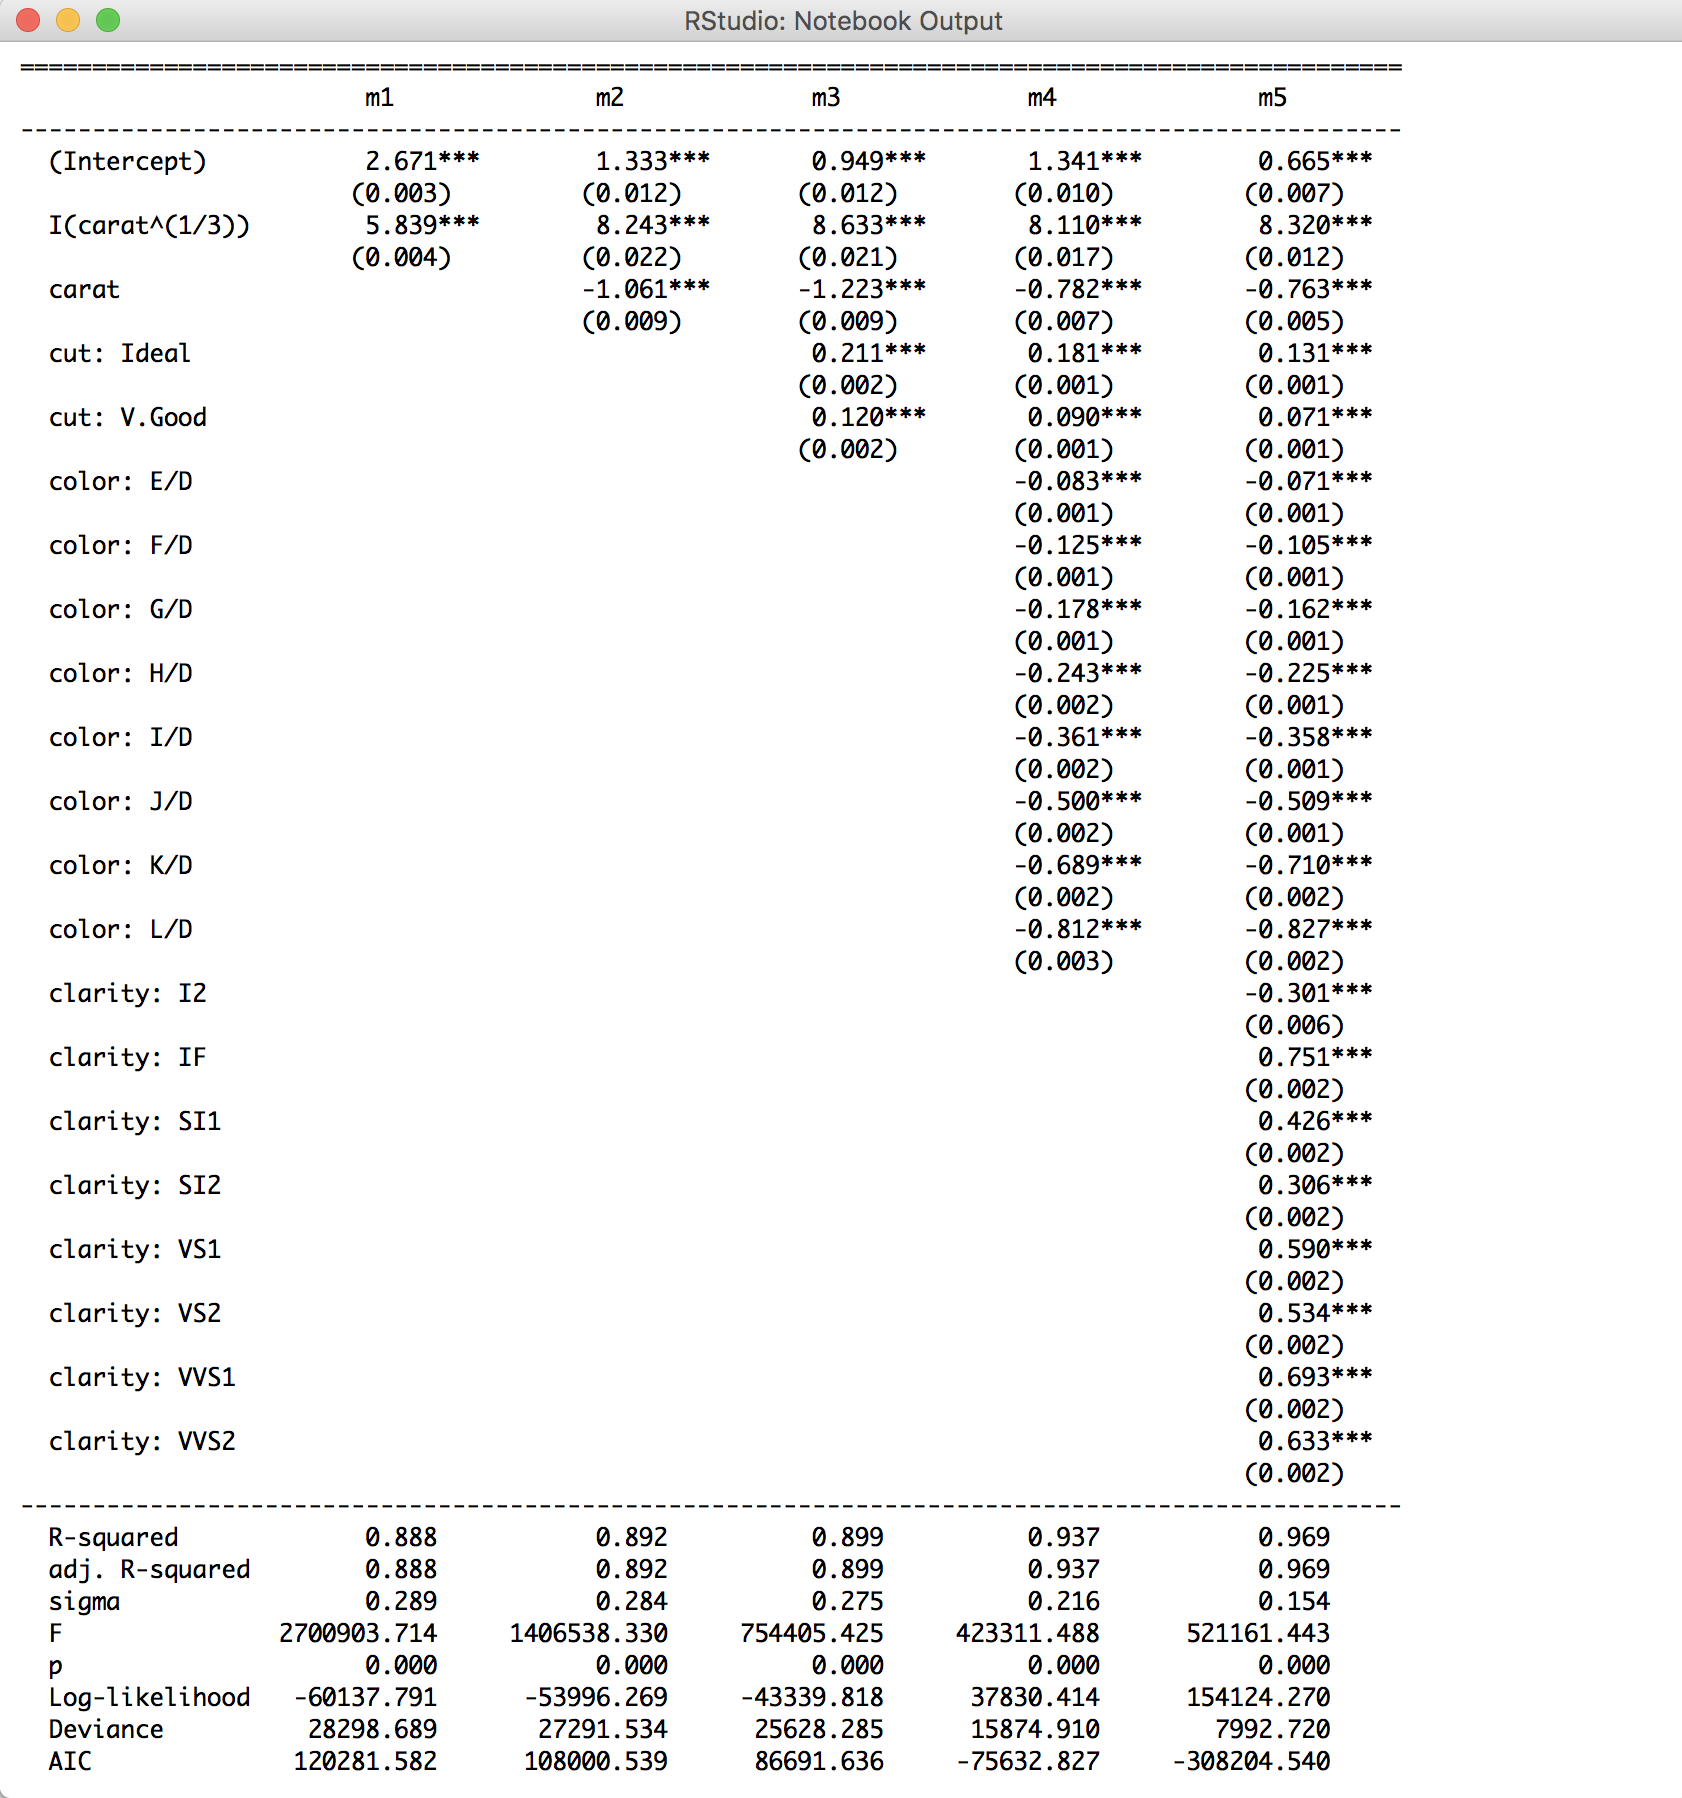 RStudio: Notebook Output
================================================================================================
m1 m2 m3 m4 m5
------------------------------------------------------------------------------------------------
(Intercept) 2.671*** 1.333*** 0.949*** 1.341*** 0.665***
(0.003) (0.012) (0.012) (0.010) (0.007)
I(carat^(1/3)) 5.839*** 8.243*** 8.633*** 8.110*** 8.320***
(0.004) (0.022) (0.021) (0.017) (0.012)
carat -1.061*** -1.223*** -0.782*** -0.763***
(0.009) (0.009) (0.007) (0.005)
cut: Ideal 0.211*** 0.181*** 0.131***
(0.002) (0.001) (0.001)
cut: V.Good 0.120*** 0.090*** 0.071***
(0.002) (0.001) (0.001)
color: E/D -0.083*** -0.071***
(0.001) (0.001)
color: F/D -0.125*** -0.105***
(0.001) (0.001)
color: G/D -0.178*** -0.162***
(0.001) (0.001)
color: H/D -0.243*** -0.225***
(0.002) (0.001)
color: I/D -0.361*** -0.358***
(0.002) (0.001)
color: J/D -0.500*** -0.509***
(0.002) (0.001)
color: K/D -0.689*** -0.710***
(0.002) (0.002)
color: L/D -0.812*** -0.827***
(0.003) (0.002)
clarity: I2 -0.301***
(0.006)
clarity: IF 0.751***
(0.002)
clarity: SI1 0.426***
(0.002)
clarity: SI2 0.306***
(0.002)
clarity: VS1 0.590***
(0.002)
clarity: VS2 0.534***
(0.002)
clarity: VVS1 0.693***
(0.002)
clarity: VVS2 0.633***
(0.002)
------------------------------------------------------------------------------------------------
R-squared 0.888 0.892 0.899 0.937 0.969
adj. R-squared 0.888 0.892 0.899 0.937 0.969
sigma 0.289 0.284 0.275 0.216 0.154
F 2700903.714 1406538.330 754405.425 423311.488 521161.443
p 0.000 0.000 0.000 0.000 0.000
Log-likelihood -60137.791 -53996.269 -43339.818 37830.414 154124.270
Deviance 28298.689 27291.534 25628.285 15874.910 7992.720
AIC 120281.582 108000.539 86691.636 -75632.827 -308204.540